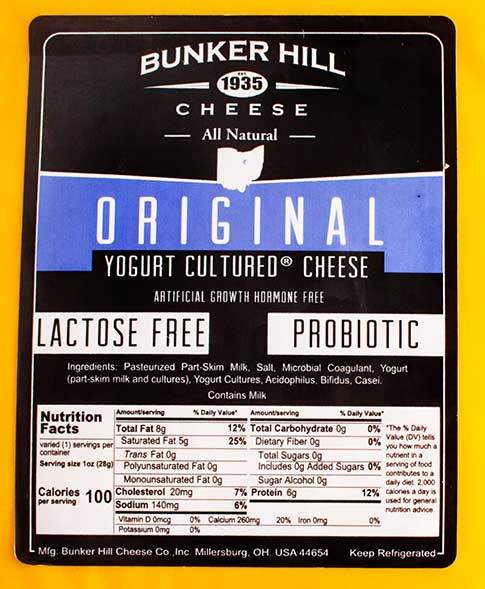 BUNKER HILL
EST.
1935
CHEESE
All Natural
ORIGINAL
YOGURT CULTURED® CHEESE
ARTIFICIAL GROWTH HORMONE FREE
LACTOSE FREE
PROBIOTIC
Ingredients: Pasteurized Part-Skim Milk, Salt, Microbial Coagulant, Yogurt
(part-skim milk and cultures), Yogurt Cultures, Acidophilus, Bifidus, Casei.
Contains Milk
Nutrition
Facts
varied (1) servings per
container
Serving size 1oz (28g)
Calories 100
per serving
Amount/serving % Daily Value*
Total Fat 8g 12%
Saturated Fat 5g 25%
Trans Fat 0g
Polyunsaturated Fat 0g
Monounsaturated Fat 0g
Cholesterol 20mg 7%
Sodium 140mg 6%
Amount/serving % Daily Value*
Total Carbohydrate 0g 0%
Dietary Fiber 0g 0%
Total Sugars 0g
Includes 0g Added Sugars 0%
Sugar Alcohol 0g
Protein 6g 12%
Vitamin D 0mcg 0% Calcium 260mg 20% Iron 0mg 0%
Potassium 0mg 0%
*The % Daily
Value (DV) tells
you how much a
nutrient in a
serving of food
contributes to a
daily diet. 2,000
calories a day is
used for general
nutrition advice.
Mfg. Bunker Hill Cheese Co.,Inc. Millersburg, OH. USA 44654
Keep Refrigerated